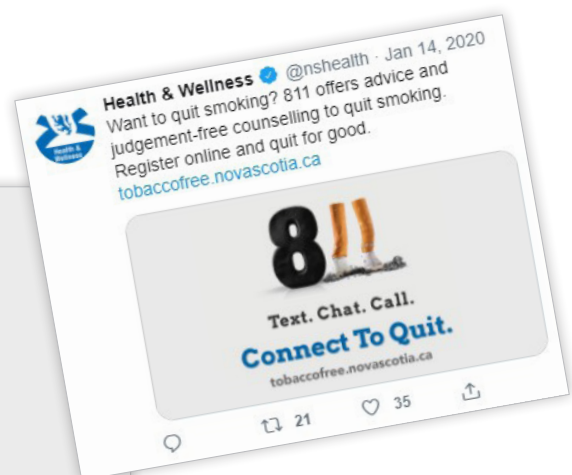 Health & Wellness @nshealth · Jan 14, 2020
Want to quit smoking? 811 offers advice and
judgement-free counselling to quit smoking.
Register online and quit for good.
tobaccofree.novascotia.ca
Health &
Wellness
811
Text. Chat. Call.
Connect To Quit.
tobaccofree.novascotia.ca
21
35